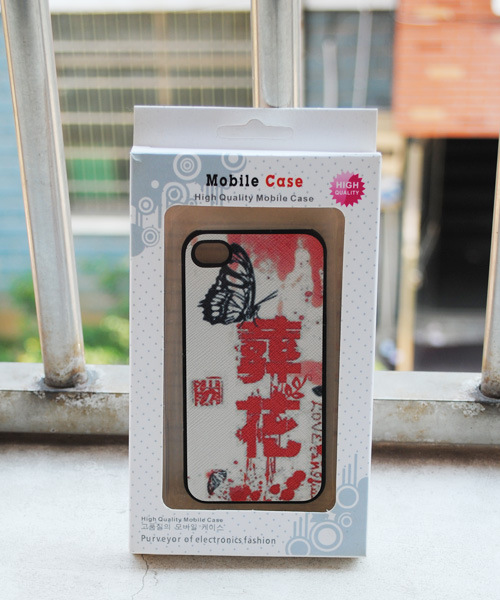 Mobile Case
High Quality Mobile Case
HIGH
QUALITY
葬
花
High Quality Mobile Case
고품질의 모바일 케이스
Purveyor of electronics fashion